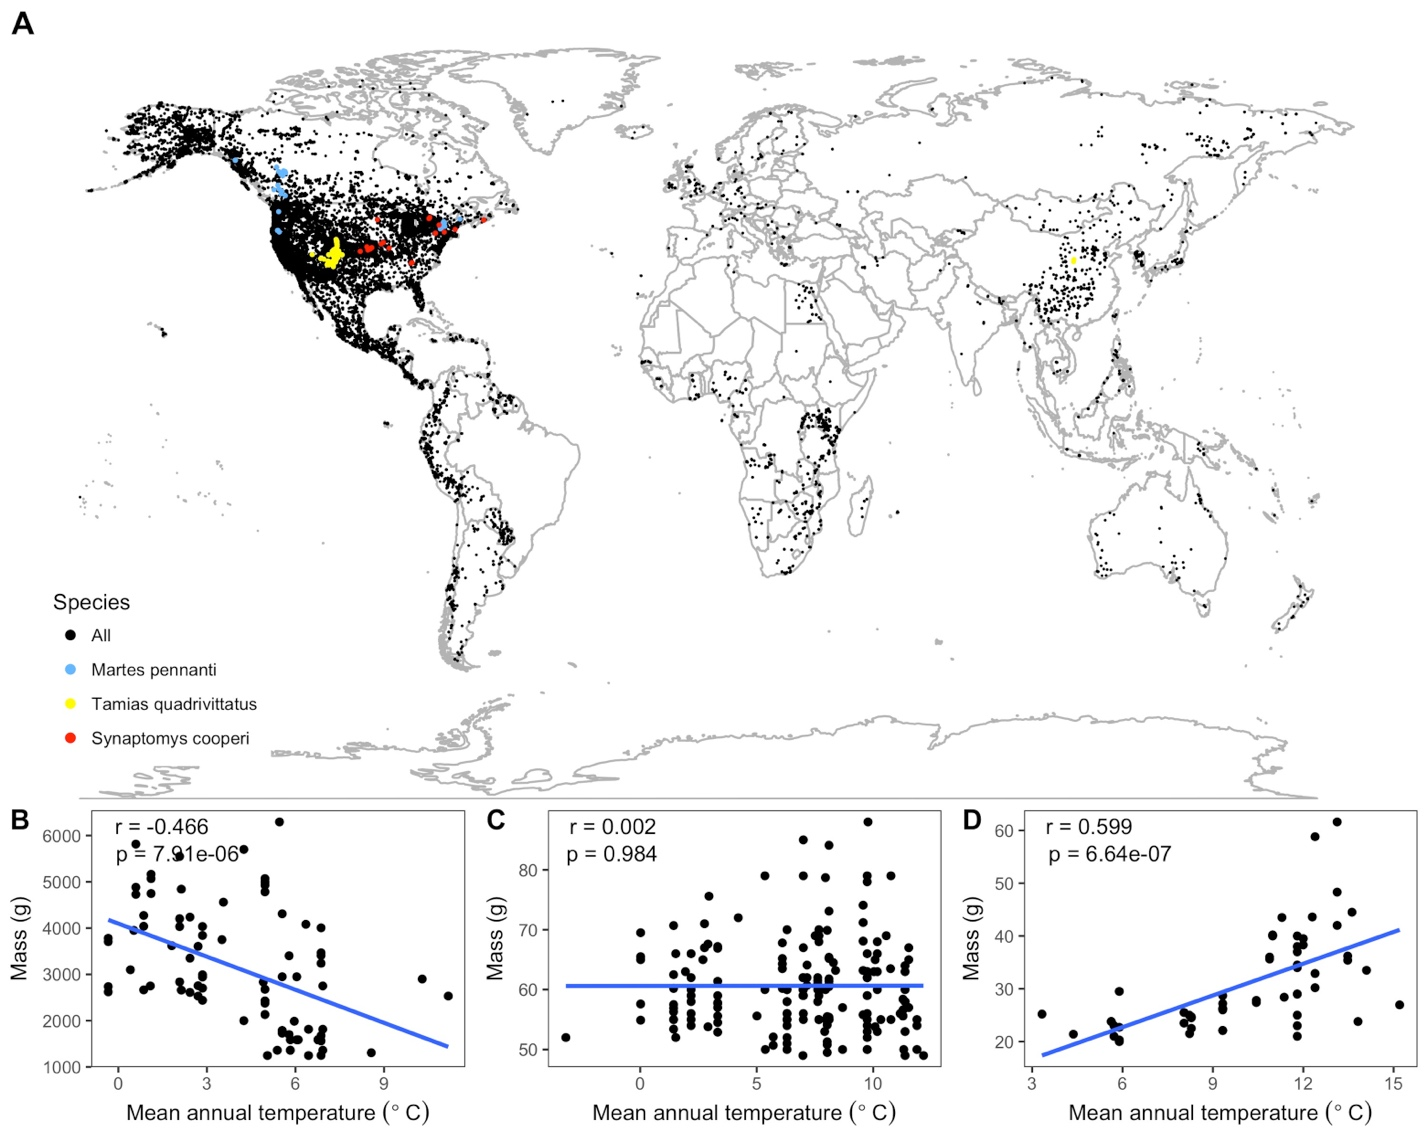 A
Species
All
Martes pennanti
Tamias quadrivittatus
Synaptomys cooperi
B
r = -0.466
p = 7.91e-06
6000
5000
4000
3000
2000
1000
Mass (g)
0 3 6 9
Mean annual temperature (° C)
C
r = 0.002
p = 0.984
80
70
60
50
Mass (g)
0 5 10
Mean annual temperature (° C)
D
r = 0.599
p = 6.64e-07
60
50
40
30
20
Mass (g)
3 6 9 12 15
Mean annual temperature (° C)